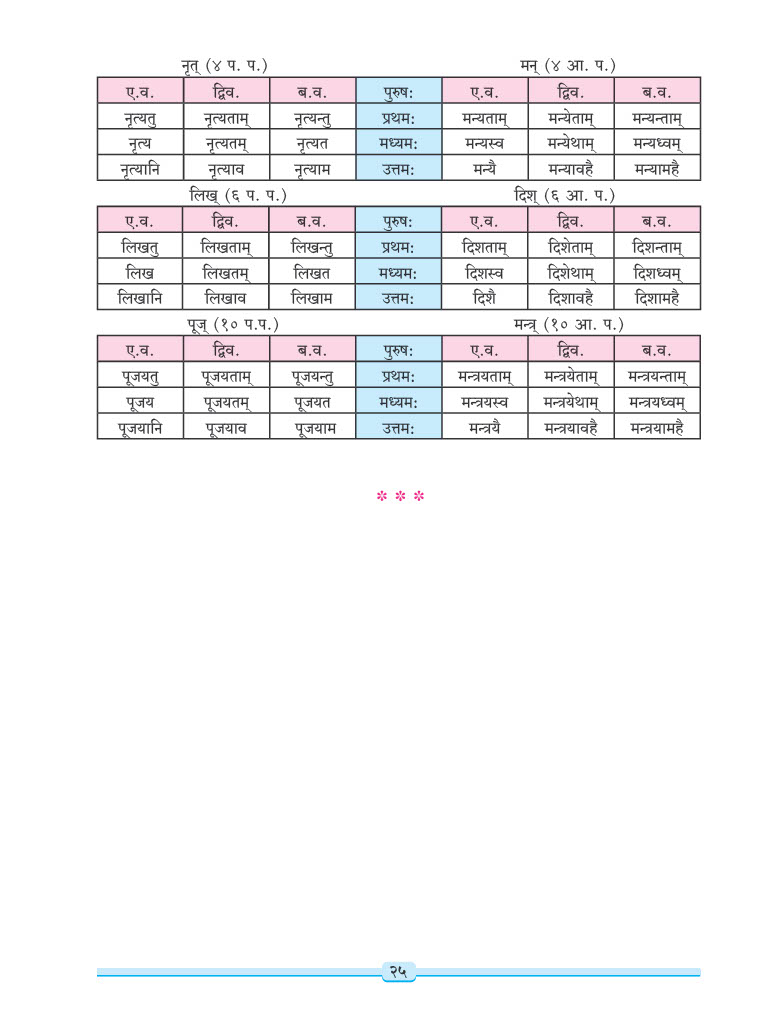 नृत् (४ प. प.) मन् (४ आ. प.)
ए.व. द्विव. ब.व. पुरुषः ए.व. द्विव. ब.व.
नृत्यतु नृत्यताम् नृत्यन्तु प्रथमः मन्यताम् मन्येताम् मन्यन्ताम्
नृत्य नृत्यतम् नृत्यत मध्यमः मन्यस्व मन्येथाम् मन्यध्वम्
नृत्यानि नृत्याव नृत्याम उत्तमः मन्यै मन्यावहै मन्यामहै
लिख् (६ प. प.) दिश् (६ आ. प.)
ए.व. द्विव. ब.व. पुरुषः ए.व. द्विव. ब.व.
लिखतु लिखताम् लिखन्तु प्रथमः दिशताम् दिशेताम् दिशन्ताम्
लिख लिखतम् लिखत मध्यमः दिशस्व दिशेथाम् दिशध्वम्
लिखानि लिखाव लिखाम उत्तमः दिशै दिशावहै दिशामहै
पूज् (१० प.प.) मन्त्र् (१० आ. प.)
ए.व. द्विव. ब.व. पुरुषः ए.व. द्विव. ब.व.
पूजयतु पूजयताम् पूजयन्तु प्रथमः मन्त्रयताम् मन्त्रयेताम् मन्त्रयन्ताम्
पूजय पूजयतम् पूजयत मध्यमः मन्त्रयस्व मन्त्रयेथाम् मन्त्रयध्वम्
पूजयानि पूजयाव पूजयाम उत्तमः मन्त्रयै मन्त्रयावहै मन्त्रयामहै
* * *
२५